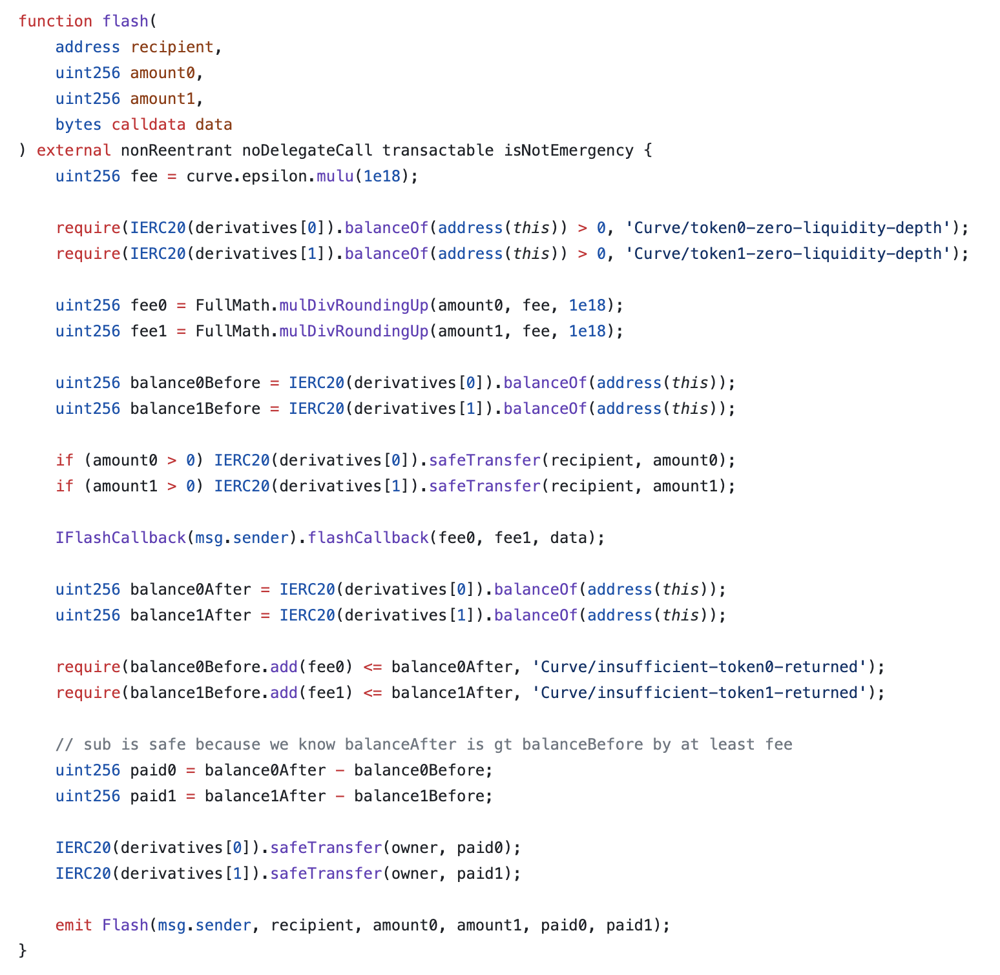 function flash(
    address recipient,
    uint256 amount0,
    uint256 amount1,
    bytes calldata data
) external nonReentrant noDelegateCall transactable isNotEmergency {
    uint256 fee = curve.epsilon.mulu(1e18);

    require(IERC20(derivatives[0]).balanceOf(address(this)) > 0, 'Curve/token0-zero-liquidity-depth');
    require(IERC20(derivatives[1]).balanceOf(address(this)) > 0, 'Curve/token1-zero-liquidity-depth');

    uint256 fee0 = FullMath.mulDivRoundingUp(amount0, fee, 1e18);
    uint256 fee1 = FullMath.mulDivRoundingUp(amount1, fee, 1e18);

    uint256 balance0Before = IERC20(derivatives[0]).balanceOf(address(this));
    uint256 balance1Before = IERC20(derivatives[1]).balanceOf(address(this));

    if (amount0 > 0) IERC20(derivatives[0]).safeTransfer(recipient, amount0);
    if (amount1 > 0) IERC20(derivatives[1]).safeTransfer(recipient, amount1);

    IFlashCallback(msg.sender).flashCallback(fee0, fee1, data);

    uint256 balance0After = IERC20(derivatives[0]).balanceOf(address(this));
    uint256 balance1After = IERC20(derivatives[1]).balanceOf(address(this));

    require(balance0Before.add(fee0) <= balance0After, 'Curve/insufficient-token0-returned');
    require(balance1Before.add(fee1) <= balance1After, 'Curve/insufficient-token1-returned');

    // sub is safe because we know balanceAfter is gt balanceBefore by at least fee
    uint256 paid0 = balance0After - balance0Before;
    uint256 paid1 = balance1After - balance1Before;

    IERC20(derivatives[0]).safeTransfer(owner, paid0);
    IERC20(derivatives[1]).safeTransfer(owner, paid1);

    emit Flash(msg.sender, recipient, amount0, amount1, paid0, paid1);
}